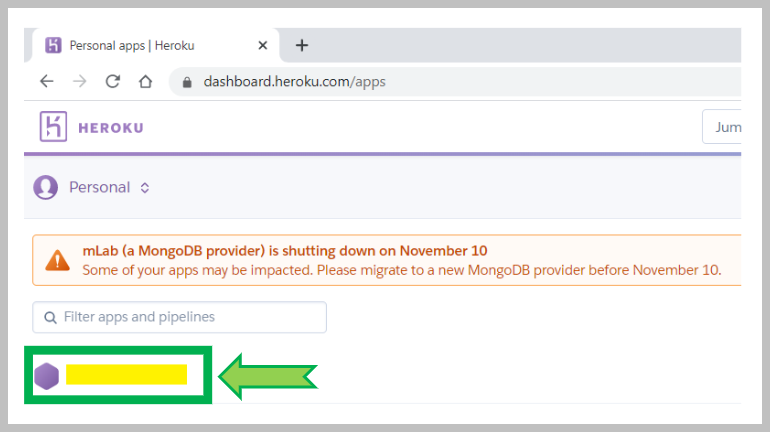 Personal apps | Heroku
dashboard.heroku.com/apps
HEROKU
Jum
Personal
mLab (a MongoDB provider) is shutting down on November 10
Some of your apps may be impacted. Please migrate to a new MongoDB provider before November 10.
Filter apps and pipelines